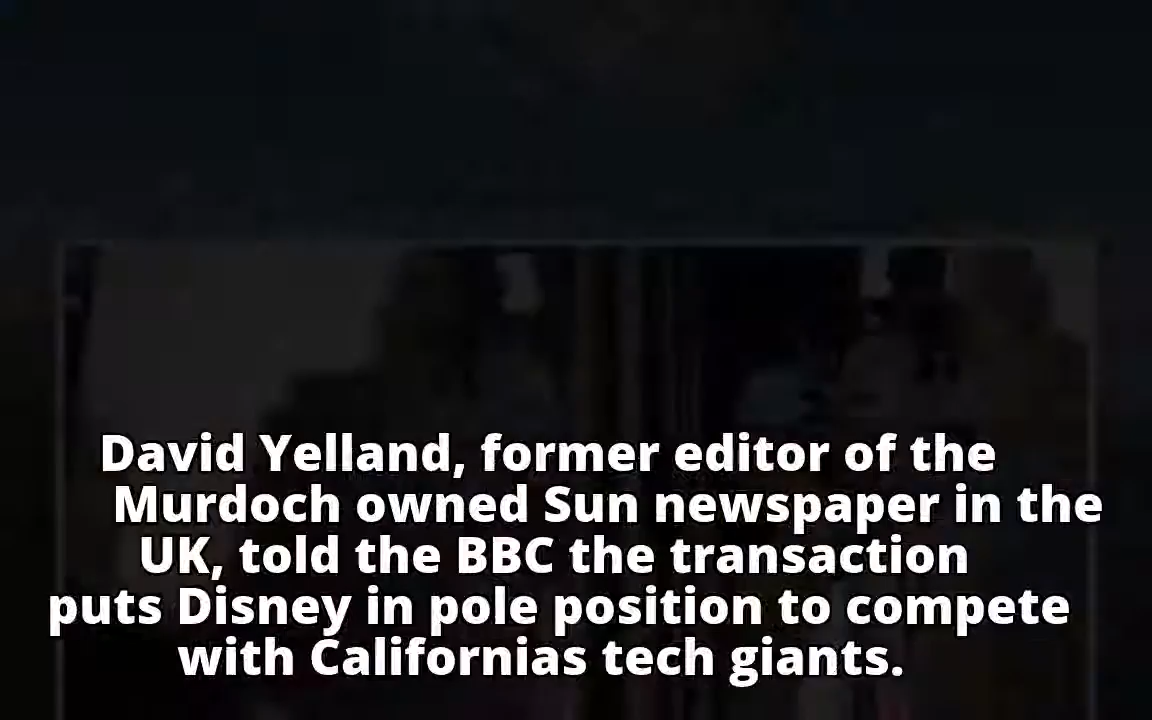 David Yelland, former editor of the
Murdoch owned Sun newspaper in the
UK, told the BBC the transaction
puts Disney in pole position to compete
with Californias tech giants.